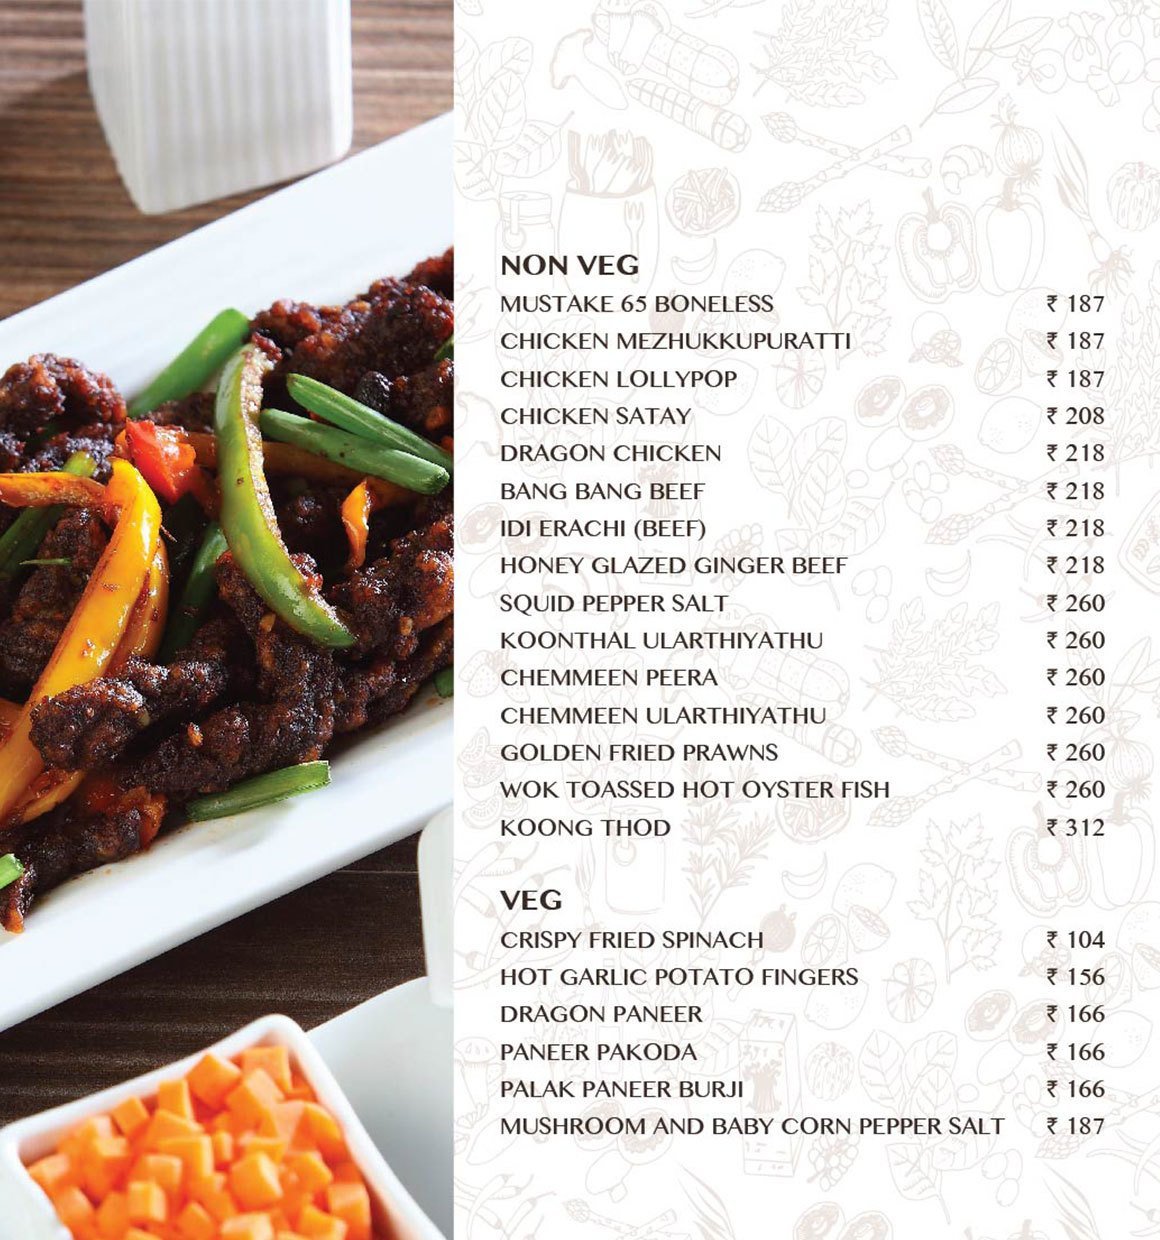 NON VEG
MUSTAKE 65 BONELESS ₹ 187
CHICKEN MEZHUKKUPURATTI ₹ 187
CHICKEN LOLLYPOP ₹ 187
CHICKEN SATAY ₹ 208
DRAGON CHICKEN ₹ 218
BANG BANG BEEF ₹ 218
IDI ERACHI (BEEF) ₹ 218
HONEY GLAZED GINGER BEEF ₹ 218
SQUID PEPPER SALT ₹ 260
KOONTHAL ULARTHIYATHU ₹ 260
CHEMMEEN PEERA ₹ 260
CHEMMEEN ULARTHIYATHU ₹ 260
GOLDEN FRIED PRAWNS ₹ 260
WOK TOASSED HOT OYSTER FISH ₹ 260
KOONG THOD ₹ 312
VEG
CRISPY FRIED SPINACH ₹ 104
HOT GARLIC POTATO FINGERS ₹ 156
DRAGON PANEER ₹ 166
PANEER PAKODA ₹ 166
PALAK PANEER BURJI ₹ 166
MUSHROOM AND BABY CORN PEPPER SALT ₹ 187